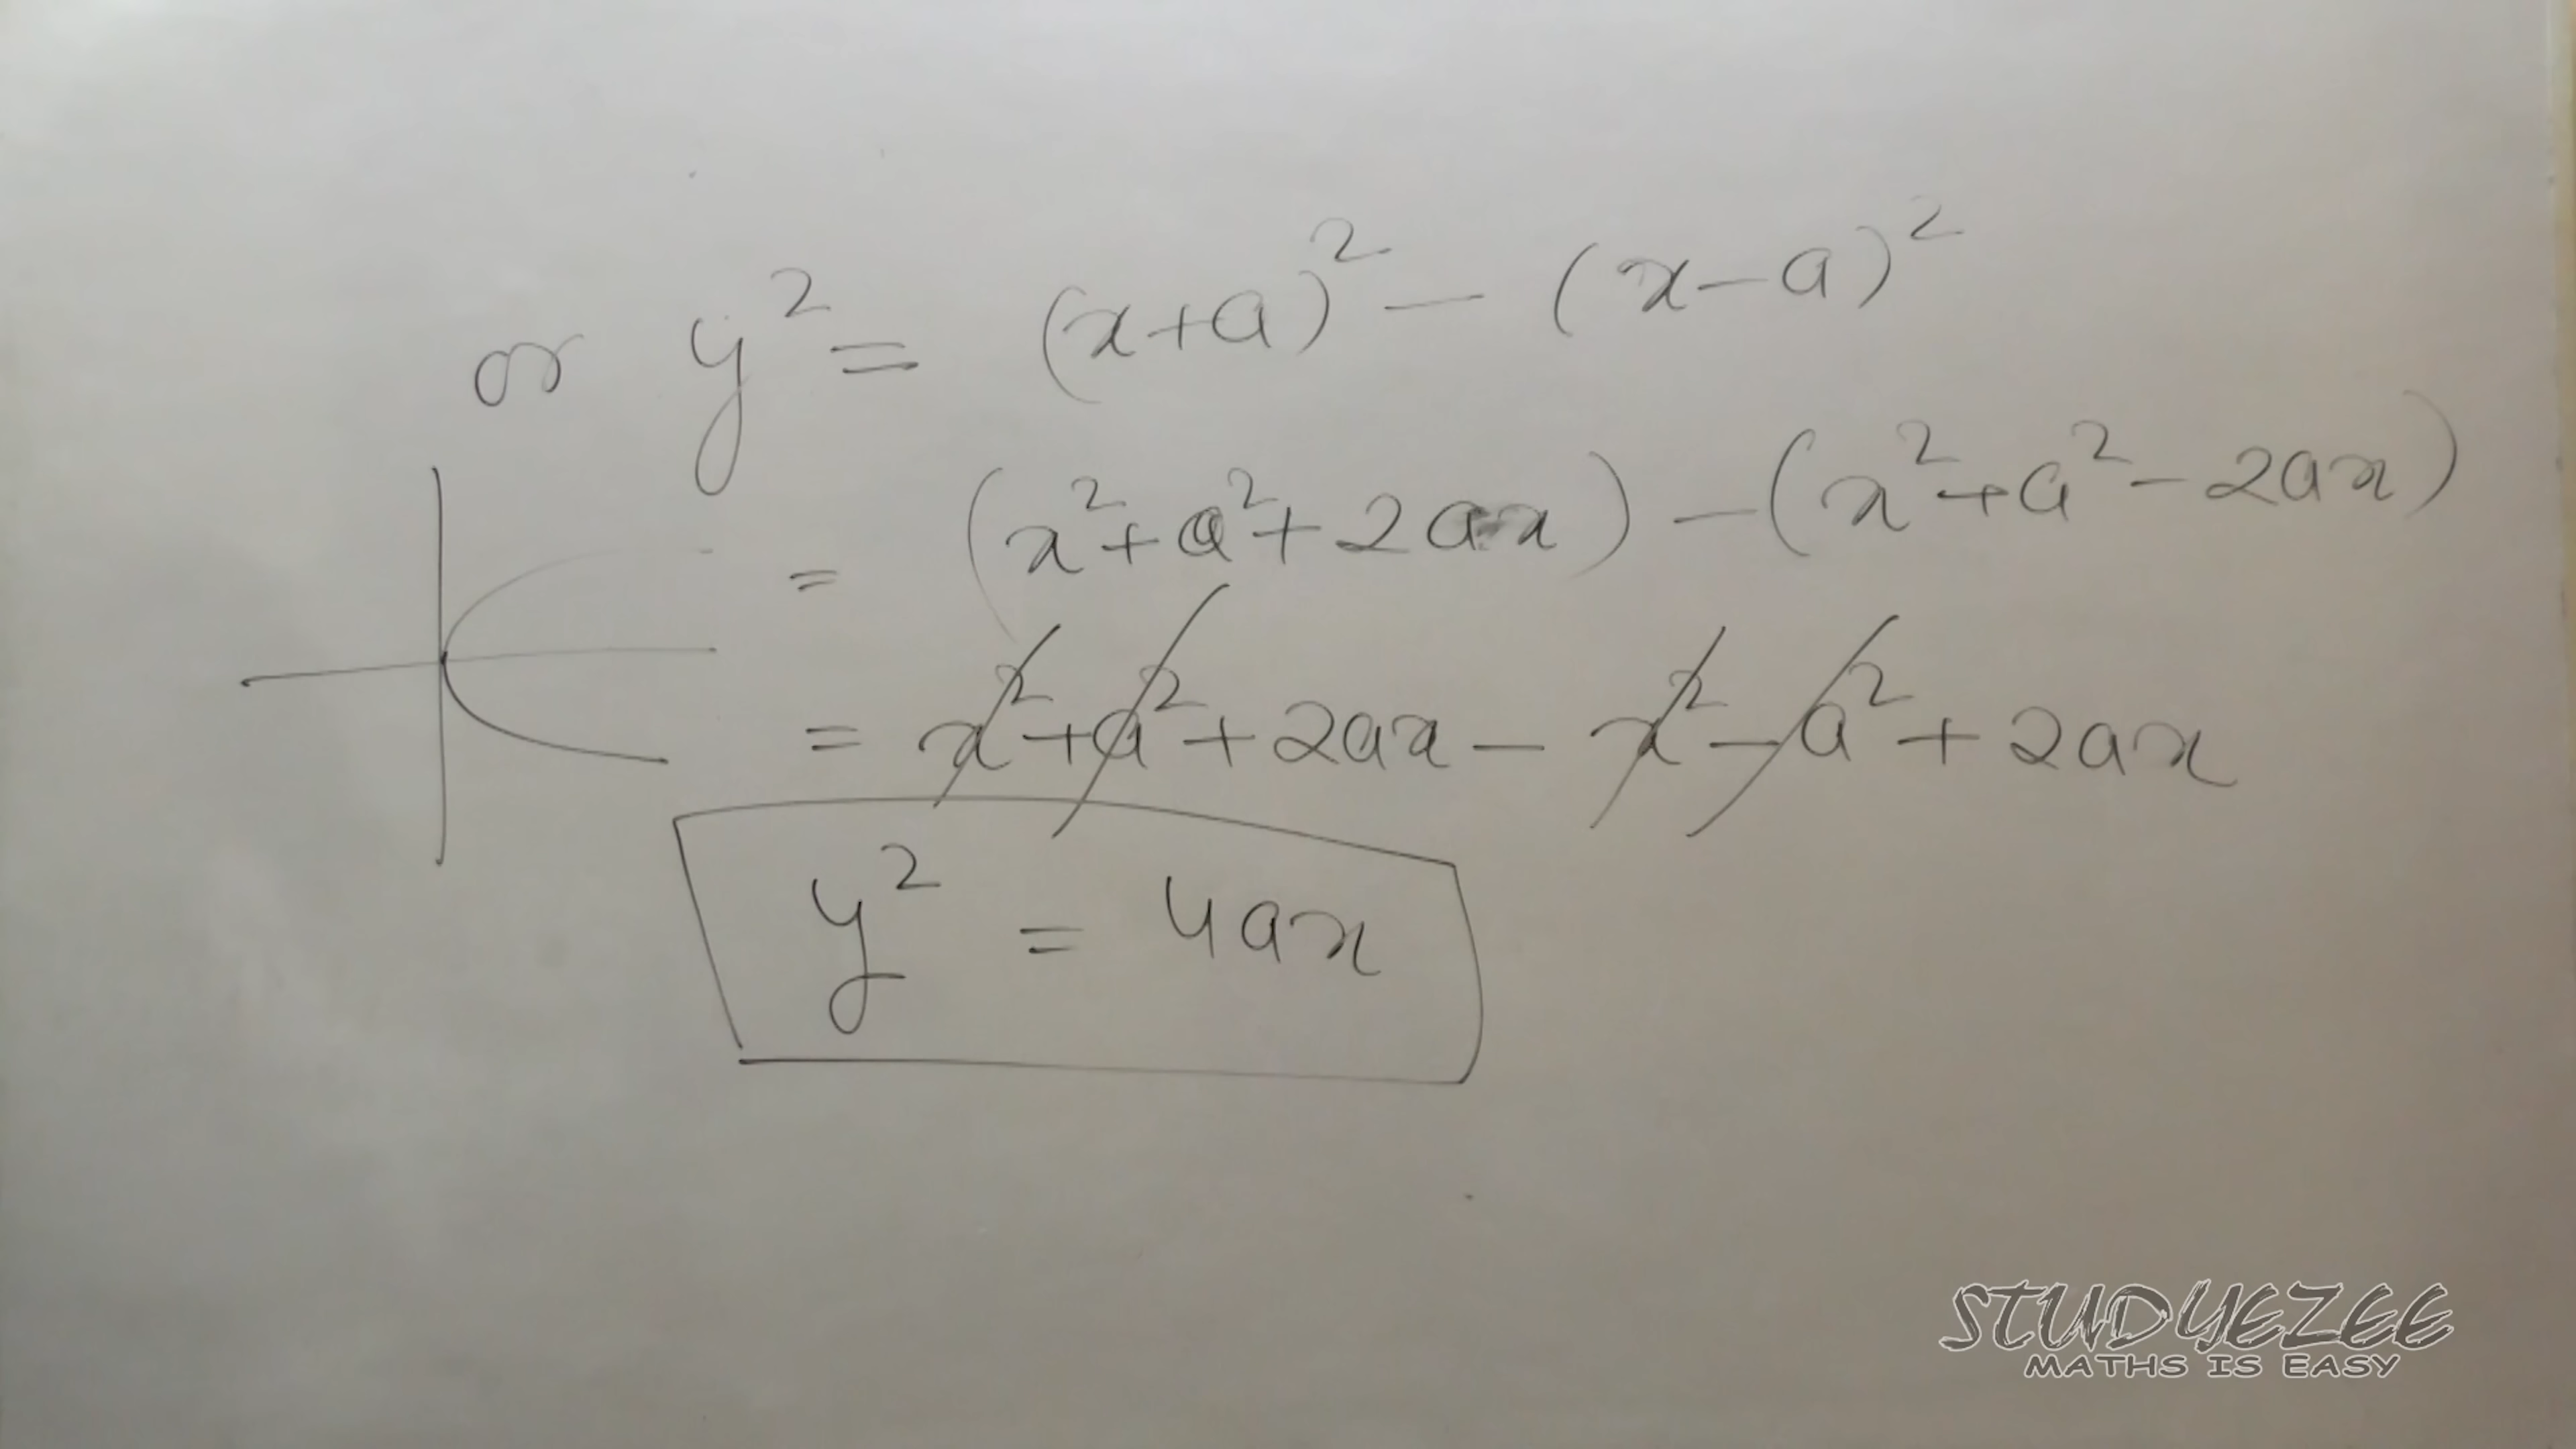 or y² = (x+a)² − (x−a)²
= (x²+a²+2ax) − (x²+a²−2ax)
= x²+a²+2ax − x²−a²+2ax
y² = 4ax
STUDYEZEE
MATHS IS EASY